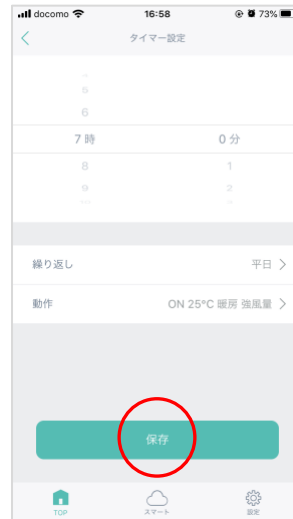 docomo 16:58 73%
タイマー設定
5
6
7 時 0 分
8 1
9 2
繰り返し 平日
動作 ON 25°C 暖房 強風量
保存
TOP スマート 設定